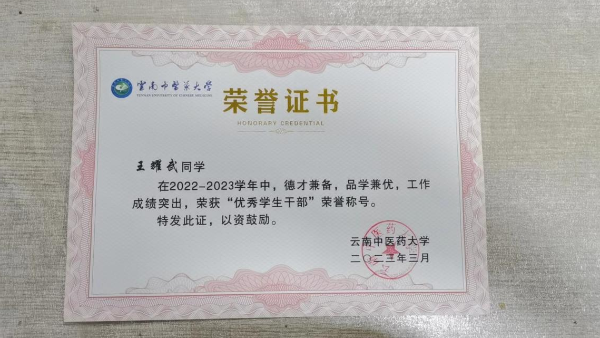 云南中医药大学
YUNNAN UNIVERSITY OF CHINESE MEDICINE
荣誉证书
HONORARY CREDENTIAL
王耀武同学
在2022-2023学年中，德才兼备，品学兼优，工作
成绩突出，荣获“优秀学生干部”荣誉称号。
特发此证，以资鼓励。
云南中医药大学
二〇二三年三月